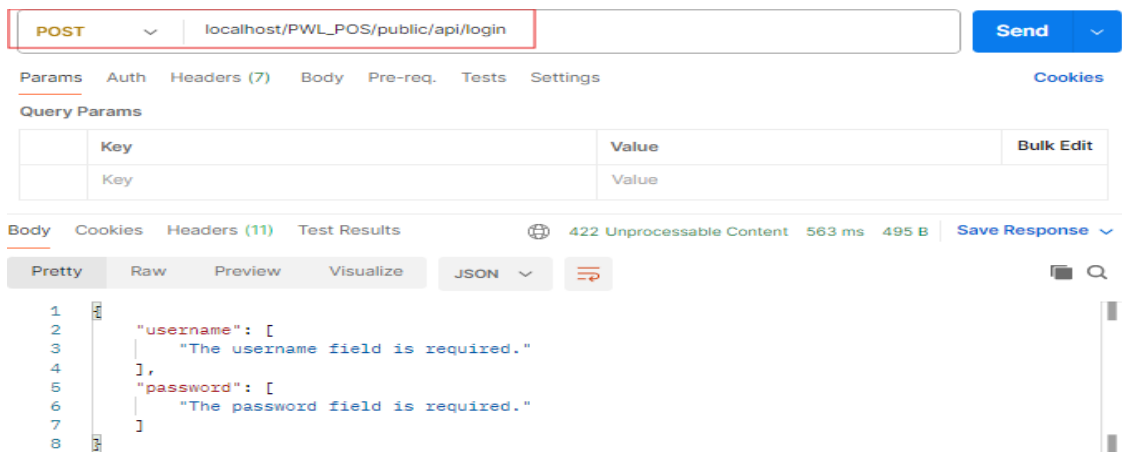 POST localhost/PWL_POS/public/api/login Send
Params Auth Headers (7) Body Pre-req. Tests Settings Cookies
Query Params
Key Value Bulk Edit
Key Value
Body Cookies Headers (11) Test Results 422 Unprocessable Content 563 ms 495 B Save Response
Pretty Raw Preview Visualize JSON
1 {
2 "username": [
3 "The username field is required."
4 ],
5 "password": [
6 "The password field is required."
7 ]
8 }